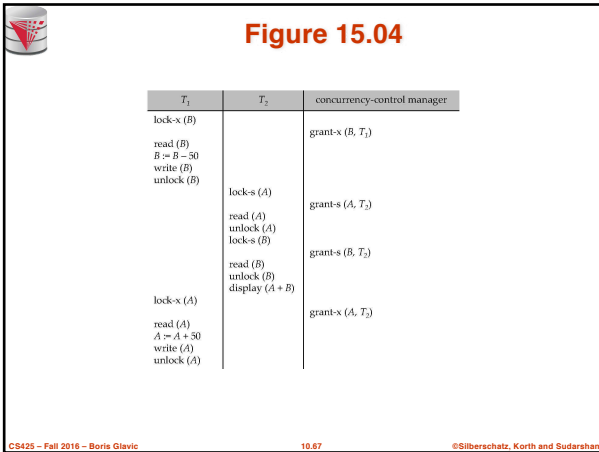 Figure 15.04
T₁ T₂ concurrency-control manager
lock-x (B)
grant-x (B, T₁)
read (B)
B := B – 50
write (B)
unlock (B)
lock-s (A)
grant-s (A, T₂)
read (A)
unlock (A)
lock-s (B)
grant-s (B, T₂)
read (B)
unlock (B)
display (A + B)
lock-x (A)
grant-x (A, T₂)
read (A)
A := A + 50
write (A)
unlock (A)
CS425 – Fall 2016 – Boris Glavic 10.67 ©Silberschatz, Korth and Sudarshan